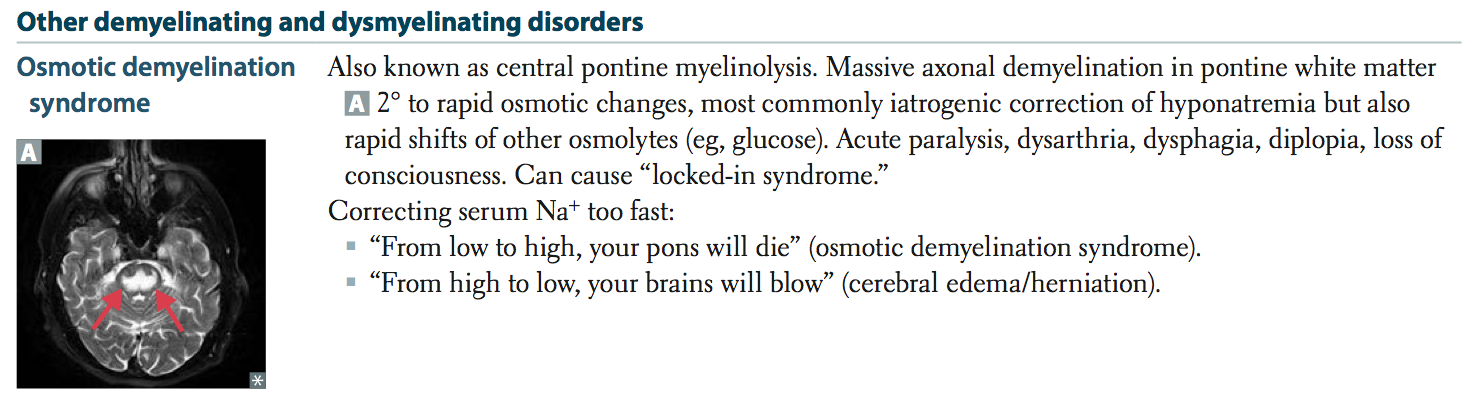 Other demyelinating and dysmyelinating disorders
Osmotic demyelination
syndrome
A
Also known as central pontine myelinolysis. Massive axonal demyelination in pontine white matter
A 2° to rapid osmotic changes, most commonly iatrogenic correction of hyponatremia but also
rapid shifts of other osmolytes (eg, glucose). Acute paralysis, dysarthria, dysphagia, diplopia, loss of
consciousness. Can cause “locked-in syndrome.”
Correcting serum Na⁺ too fast:
▪ “From low to high, your pons will die” (osmotic demyelination syndrome).
▪ “From high to low, your brains will blow” (cerebral edema/herniation).